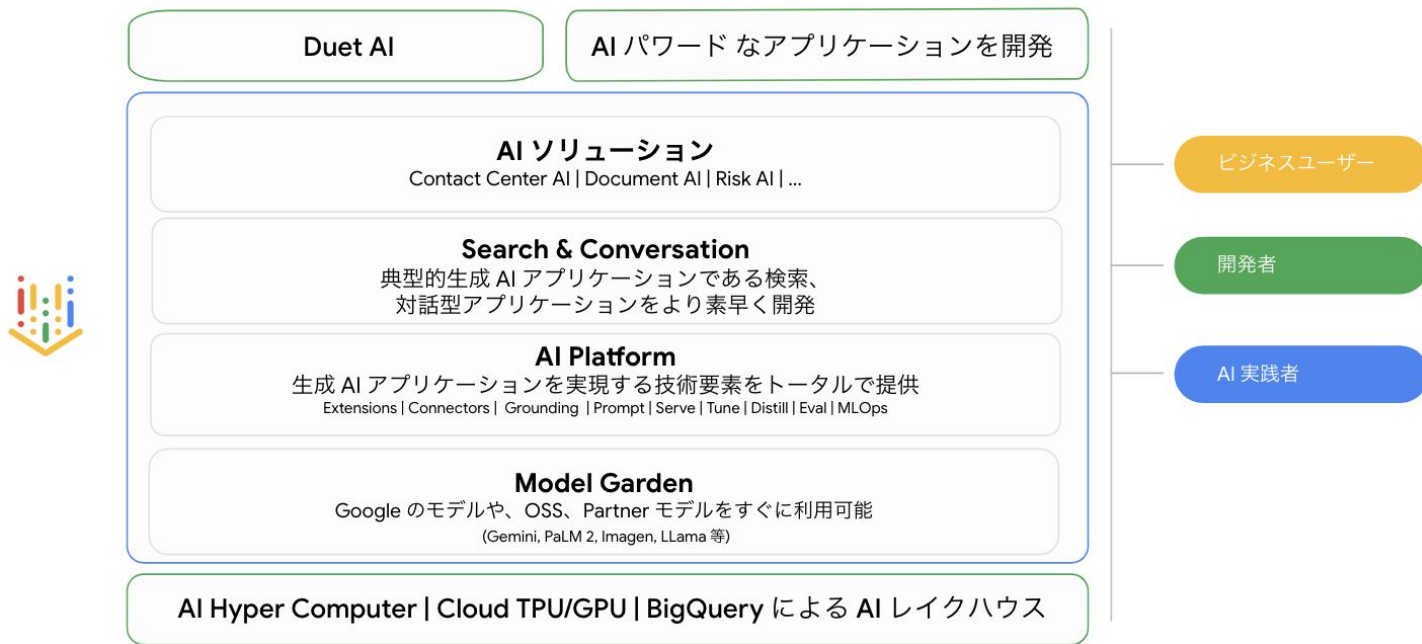 Duet AI
AI パワード なアプリケーションを開発
AI ソリューション
Contact Center AI | Document AI | Risk AI | ...
Search & Conversation
典型的生成 AI アプリケーションである検索、
対話型アプリケーションをより素早く開発
AI Platform
生成 AI アプリケーションを実現する技術要素をトータルで提供
Extensions | Connectors | Grounding | Prompt | Serve | Tune | Distill | Eval | MLOps
Model Garden
Google のモデルや、OSS、Partner モデルをすぐに利用可能
(Gemini, PaLM 2, Imagen, LLama 等)
AI Hyper Computer | Cloud TPU/GPU | BigQuery による AI レイクハウス
ビジネスユーザー
開発者
AI 実践者